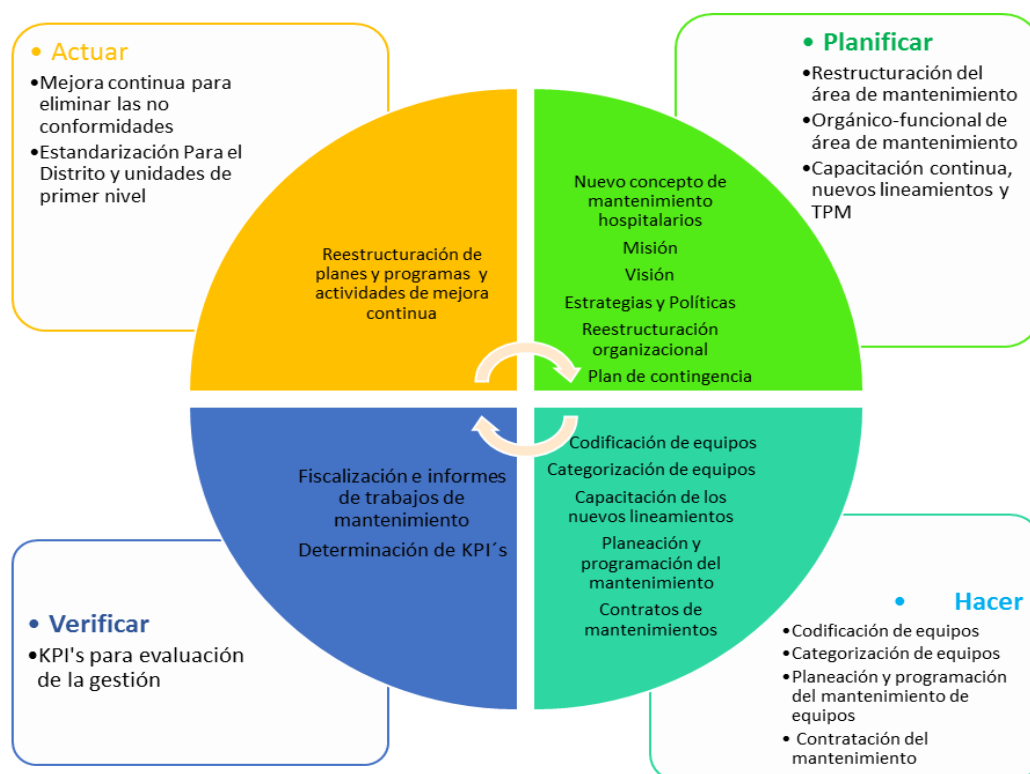 • Actuar
•Mejora continua para
eliminar las no
conformidades
•Estandarización Para el
Distrito y unidades de
primer nivel
• Planificar
•Restructuración del
área de mantenimiento
•Orgánico-funcional de
área de mantenimiento
•Capacitación continua,
nuevos lineamientos y
TPM
Reestructuración de
planes y programas y
actividades de mejora
continua
Nuevo concepto de
mantenimiento
hospitalarios
Misión
Visión
Estrategias y Políticas
Reestructuración
organizacional
Plan de contingencia
Fiscalización e informes
de trabajos de
mantenimiento
Determinación de KPI´s
Codificación de equipos
Categorización de equipos
Capacitación de los
nuevos lineamientos
Planeación y
programación del
mantenimiento
Contratos de
mantenimientos
• Verificar
•KPI's para evaluación
de la gestión
• Hacer
•Codificación de equipos
•Categorización de equipos
•Planeación y programación
del mantenimiento de
equipos
• Contratación del
mantenimiento